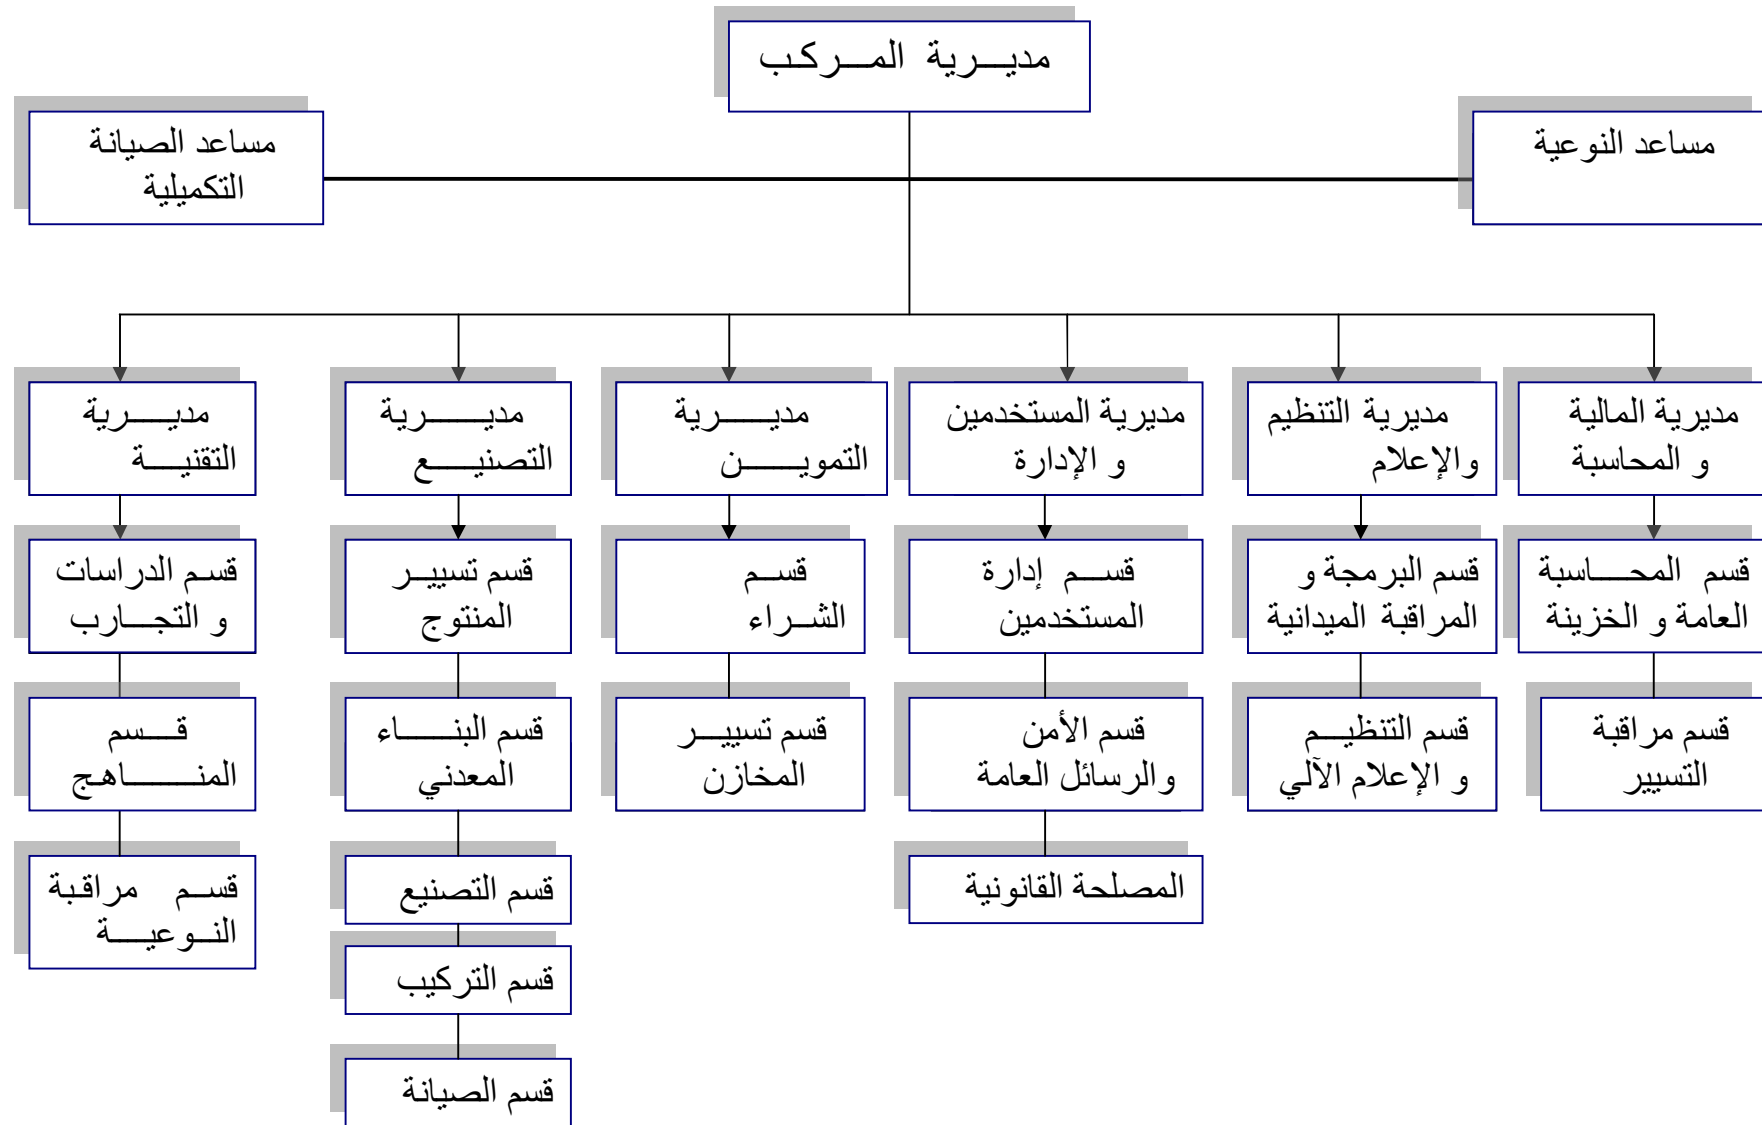 مديرية المركب
مساعد النوعية
مساعد الصيانة
التكميلية
مديرية المالية
و المحاسبة
مديرية التنظيم
والإعلام
مديرية المستخدمين
و الإدارة
مديرية
التموين
مديرية
التصنيع
مديرية
التقنية
قسم المحاسبة
العامة و الخزينة
قسم البرمجة و
المراقبة الميدانية
قسم إدارة
المستخدمين
قسم
الشراء
قسم تسيير
المنتوج
قسم الدراسات
و التجارب
قسم مراقبة
التسيير
قسم التنظيم
و الإعلام الآلي
قسم الأمن
والرسائل العامة
قسم تسيير
المخازن
قسم البناء
المعدني
قسم
المناهج
المصلحة القانونية
قسم التصنيع
قسم مراقبة
النوعية
قسم التركيب
قسم الصيانة